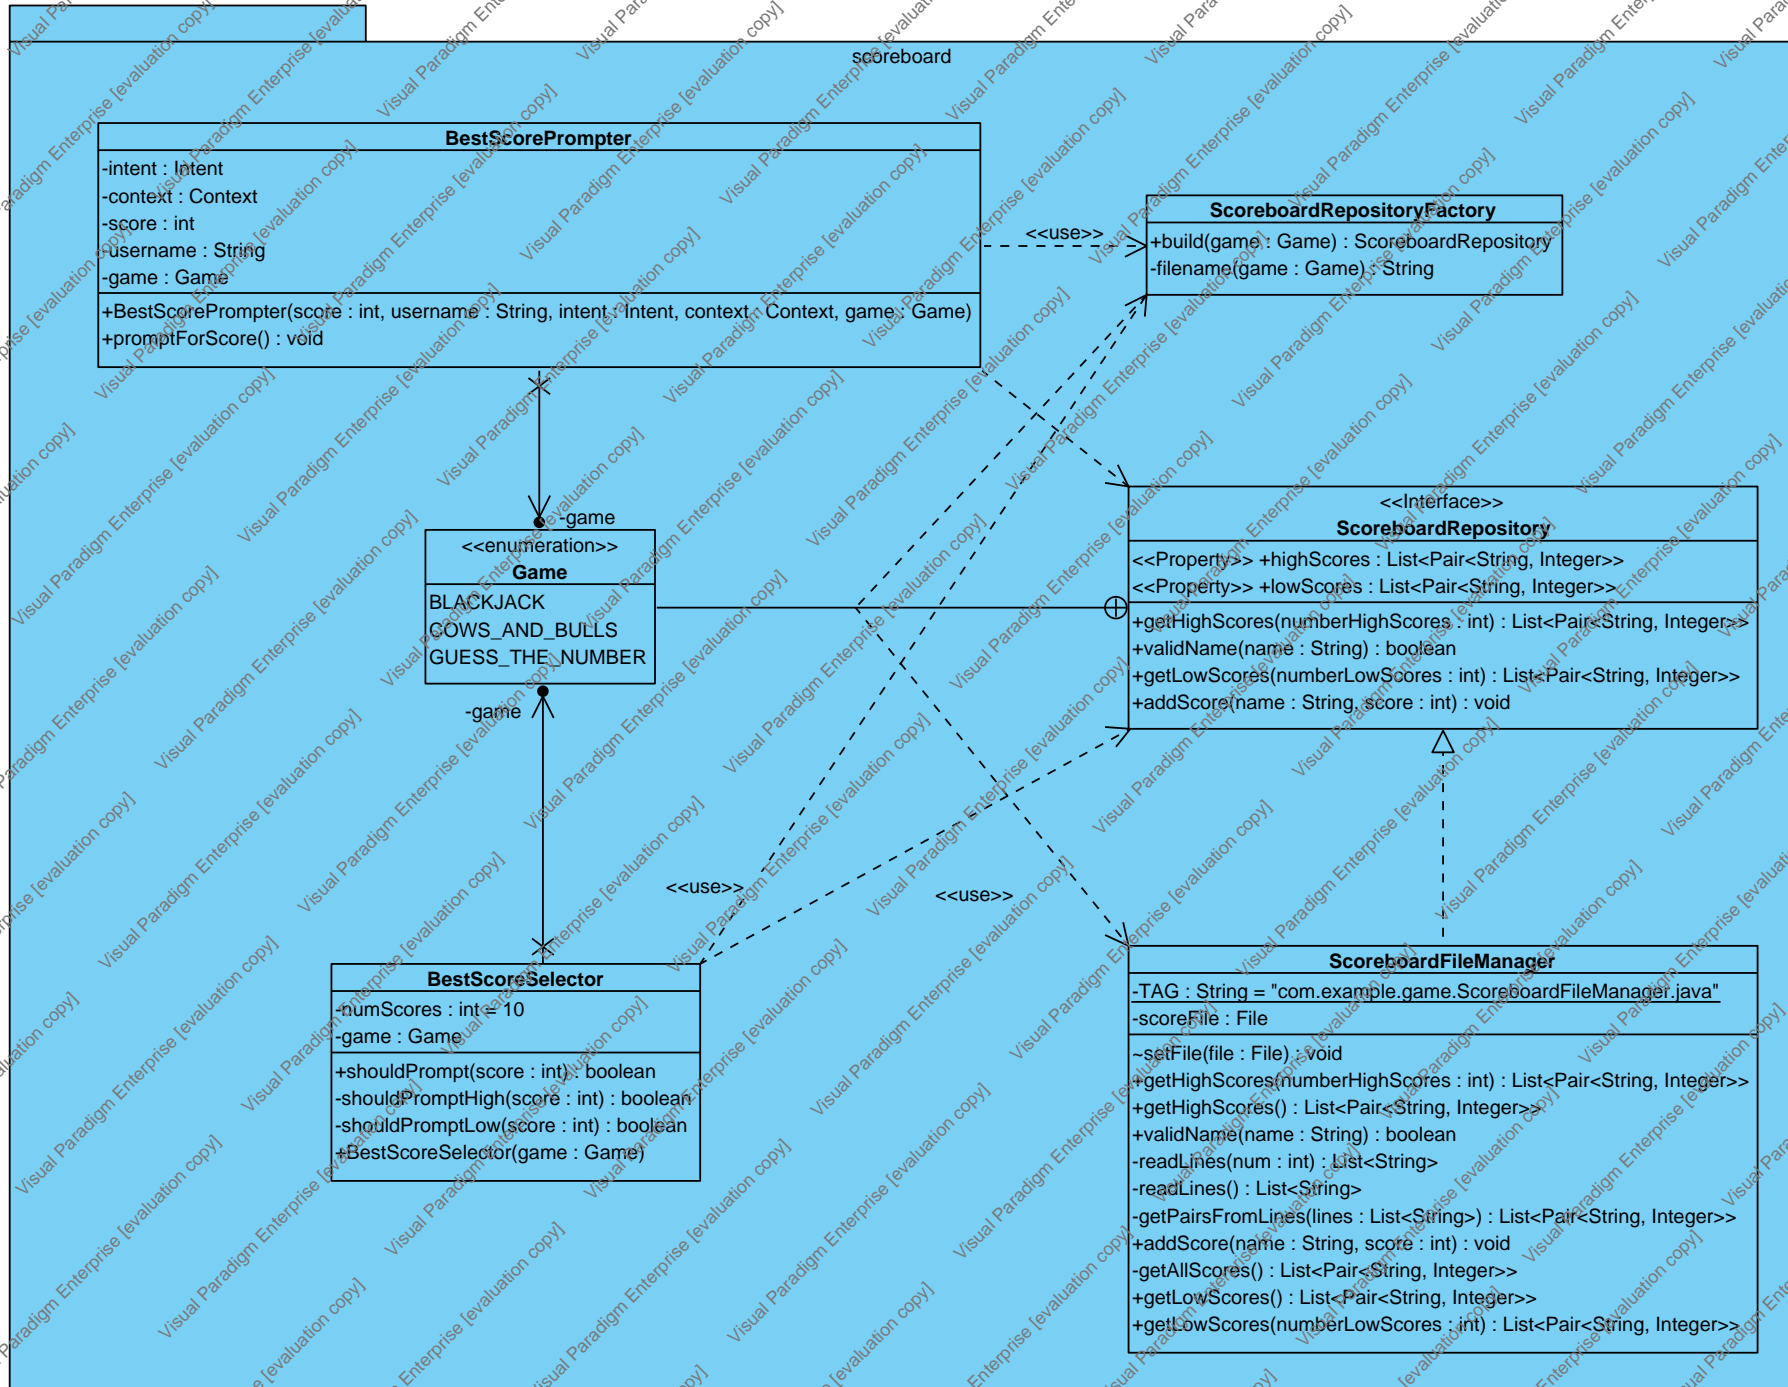 scoreboard
BestScorePrompter
-intent : Intent
-context : Context
-score : int
-username : String
-game : Game
+BestScorePrompter(score : int, username : String, intent : Intent, context : Context, game : Game)
+promptForScore() : void
<<use>>
ScoreboardRepositoryFactory
+build(game : Game) : ScoreboardRepository
-filename(game : Game) : String
-game
<<enumeration>>
Game
BLACKJACK
COWS_AND_BULLS
GUESS_THE_NUMBER
-game
<<Interface>>
ScoreboardRepository
<<Property>> +highScores : List<Pair<String, Integer>>
<<Property>> +lowScores : List<Pair<String, Integer>>
+getHighScores(numberHighScores : int) : List<Pair<String, Integer>>
+validName(name : String) : boolean
+getLowScores(numberLowScores : int) : List<Pair<String, Integer>>
+addScore(name : String, score : int) : void
<<use>>
<<use>>
BestScoreSelector
-numScores : int = 10
-game : Game
+shouldPrompt(score : int) : boolean
-shouldPromptHigh(score : int) : boolean
-shouldPromptLow(score : int) : boolean
+BestScoreSelector(game : Game)
ScoreboardFileManager
-TAG : String = "com.example.game.ScoreboardFileManager.java"
-scoreFile : File
~setFile(file : File) : void
+getHighScores(numberHighScores : int) : List<Pair<String, Integer>>
+getHighScores() : List<Pair<String, Integer>>
+validName(name : String) : boolean
-readLines(num : int) : List<String>
-readLines() : List<String>
-getPairsFromLines(lines : List<String>) : List<Pair<String, Integer>>
+addScore(name : String, score : int) : void
-getAllScores() : List<Pair<String, Integer>>
+getLowScores() : List<Pair<String, Integer>>
+getLowScores(numberLowScores : int) : List<Pair<String, Integer>>
Visual Paradigm Enterprise [evaluation copy]